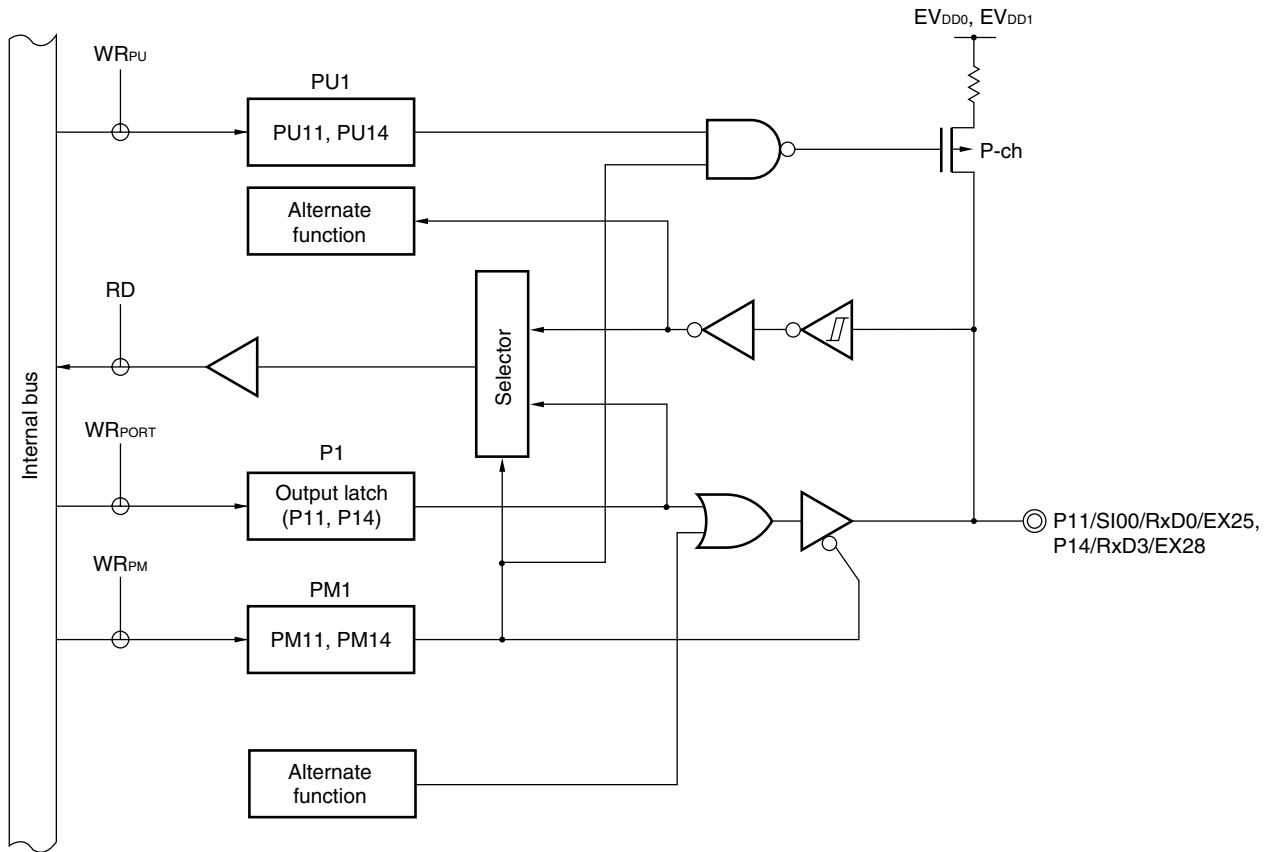 EVDD0, EVDD1
WRPU
PU1
PU11, PU14
P-ch
Alternate
function
RD
Selector
Internal bus
WRPORT
P1
Output latch
(P11, P14)
P11/SI00/RxD0/EX25,
P14/RxD3/EX28
WRPM
PM1
PM11, PM14
Alternate
function